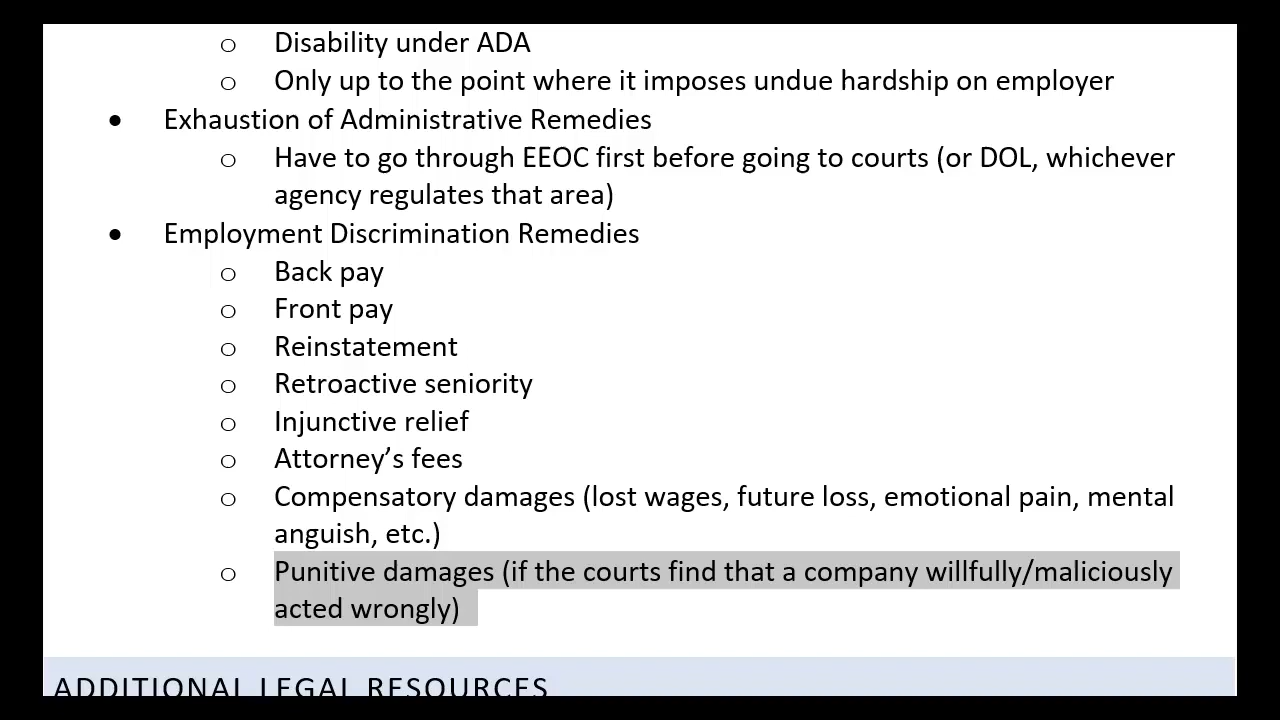 o Disability under ADA
o Only up to the point where it imposes undue hardship on employer
• Exhaustion of Administrative Remedies
o Have to go through EEOC first before going to courts (or DOL, whichever
agency regulates that area)
• Employment Discrimination Remedies
o Back pay
o Front pay
o Reinstatement
o Retroactive seniority
o Injunctive relief
o Attorney’s fees
o Compensatory damages (lost wages, future loss, emotional pain, mental
anguish, etc.)
o Punitive damages (if the courts find that a company willfully/maliciously
acted wrongly)
ADDITIONAL LEGAL RESOURCES